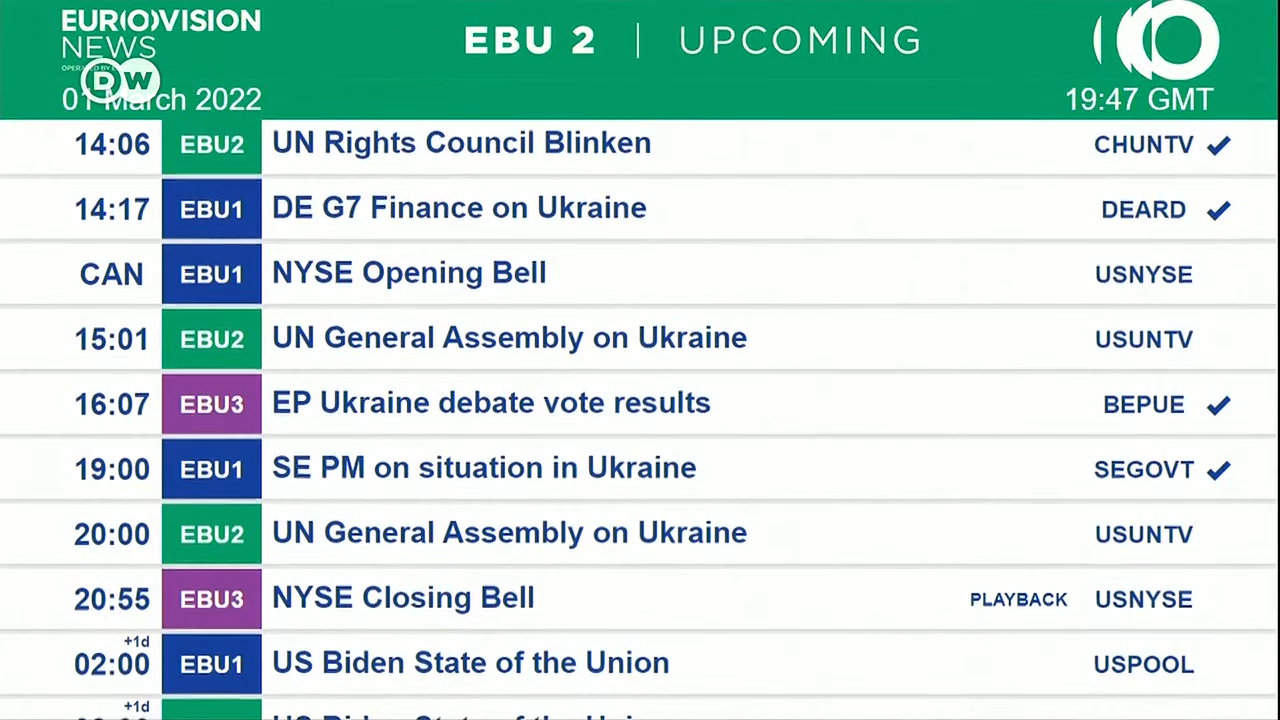 EUROVISION
NEWS
EBU 2 | UPCOMING
DW
01 March 2022
19:47 GMT
14:06 EBU2 UN Rights Council Blinken CHUNTV ✔
14:17 EBU1 DE G7 Finance on Ukraine DEARD ✔
CAN EBU1 NYSE Opening Bell USNYSE
15:01 EBU2 UN General Assembly on Ukraine USUNTV
16:07 EBU3 EP Ukraine debate vote results BEPUE ✔
19:00 EBU1 SE PM on situation in Ukraine SEGOVT ✔
20:00 EBU2 UN General Assembly on Ukraine USUNTV
20:55 EBU3 NYSE Closing Bell PLAYBACK USNYSE
+1d
02:00 EBU1 US Biden State of the Union USPOOL
+1d